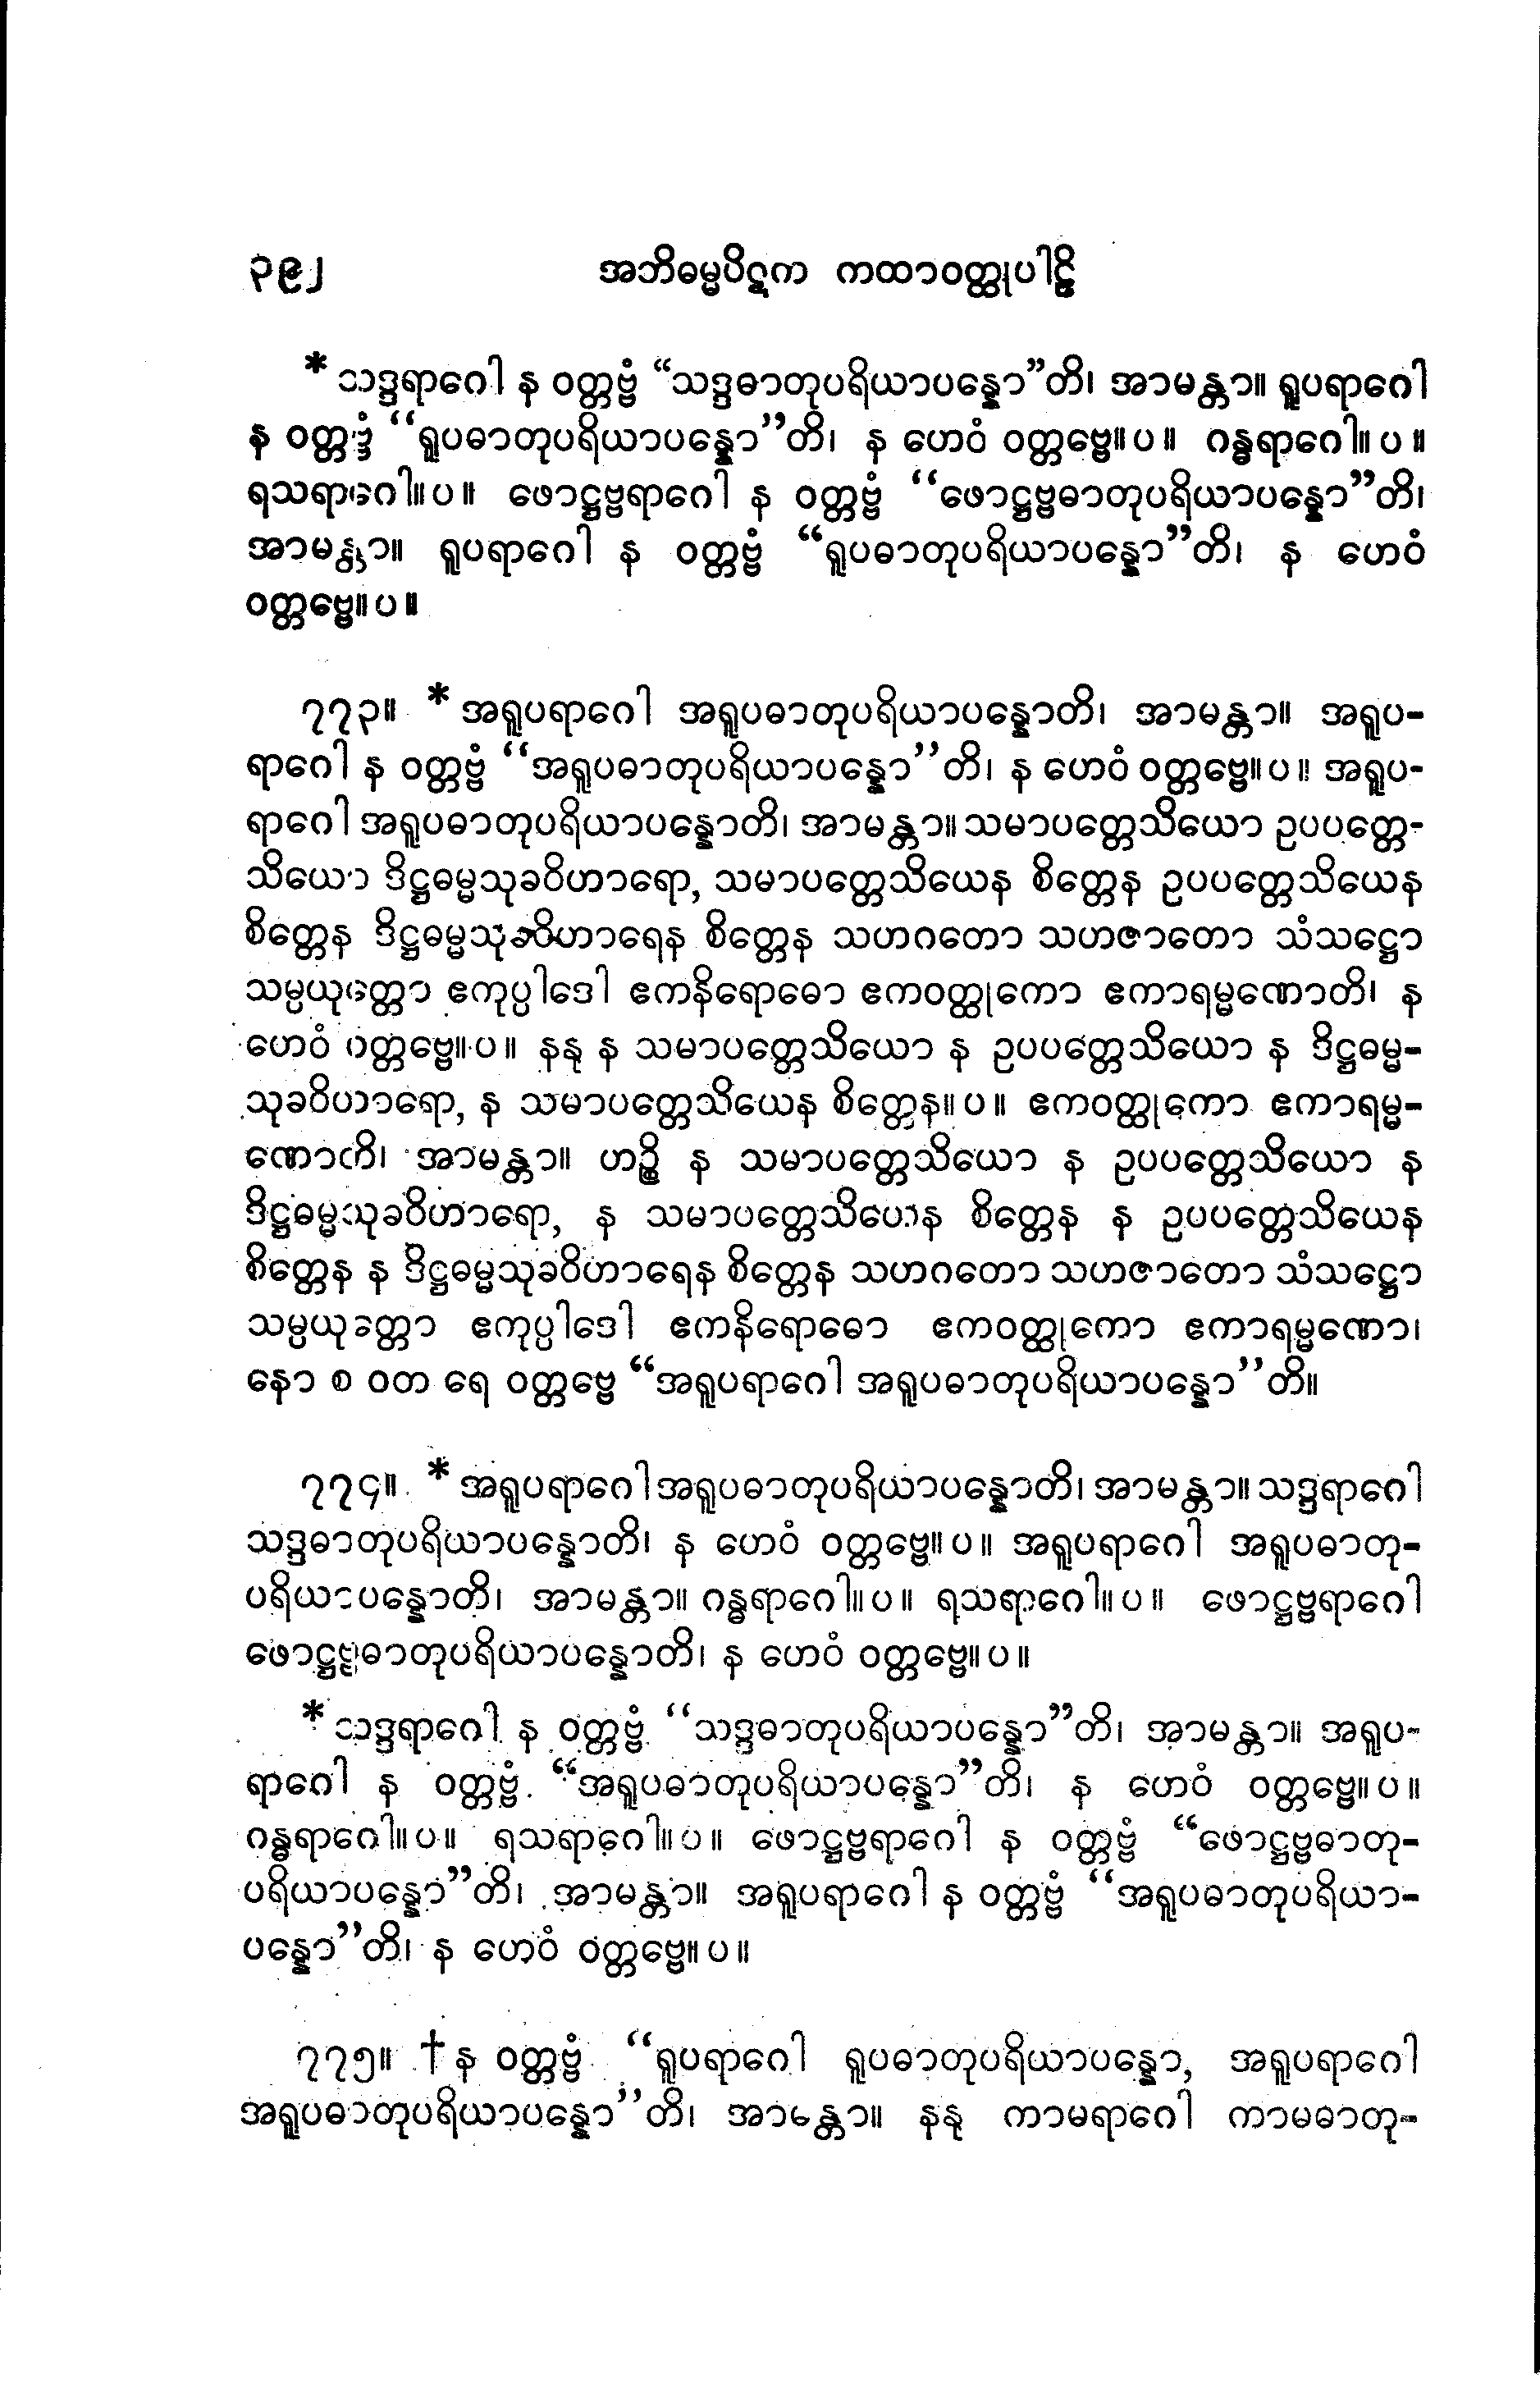 ၃၉၂ အဘိဓမ္မပိဋက ကထာဝတ္ထုပါဠိ
* သဒ္ဒရာဂေါ န ဝတ္တဗ္ဗံ “သဒ္ဒဓာတုပရိယာပန္နော”တိ၊ အာမန္တာ။ ရူပရာဂေါ
န ဝတ္တဗ္ဗံ “ရူပဓာတုပရိယာပန္နော”တိ၊ န ဟေဝံ ဝတ္တဗ္ဗေ။ပ။ ဂန္ဓရာဂေါ။ပ။
ရသရာဂေါ။ပ။ ဖောဋ္ဌဗ္ဗရာဂေါ န ဝတ္တဗ္ဗံ “ဖောဋ္ဌဗ္ဗဓာတုပရိယာပန္နော”တိ၊
အာမန္တာ။ ရူပရာဂေါ န ဝတ္တဗ္ဗံ “ရူပဓာတုပရိယာပန္နော”တိ၊ န ဟေဝံ
ဝတ္တဗ္ဗေ။ပ။
၇၇၃။ * အရူပရာဂေါ အရူပဓာတုပရိယာပန္နောတိ၊ အာမန္တာ။ အရူပ-
ရာဂေါ န ဝတ္တဗ္ဗံ “အရူပဓာတုပရိယာပန္နော”တိ၊ န ဟေဝံ ဝတ္တဗ္ဗေ။ပ။ အရူပ-
ရာဂေါ အရူပဓာတုပရိယာပန္နောတိ၊ အာမန္တာ။ သမာပတ္တေသိယော ဥပပတ္တေ-
သိယော ဒိဋ္ဌဓမ္မသုခဝိဟာရော, သမာပတ္တေသိယေန စိတ္တေန ဥပပတ္တေသိယေန
စိတ္တေန ဒိဋ္ဌဓမ္မသုခဝိဟာရေန စိတ္တေန သဟဂတော သဟဇာတော သံသဋ္ဌော
သမ္ပယုတ္တော ဧကုပ္ပါဒေါ ဧကနိရောဓော ဧကဝတ္ထုကော ဧကာရမ္မဏောတိ၊ န
ဟေဝံ ဝတ္တဗ္ဗေ။ပ။ နနု န သမာပတ္တေသိယော န ဥပပတ္တေသိယော န ဒိဋ္ဌဓမ္မ-
သုခဝိဟာရော, န သမာပတ္တေသိယေန စိတ္တေန။ပ။ ဧကဝတ္ထုကော ဧကာရမ္မ-
ဏောတိ၊ အာမန္တာ။ ဟဉ္စိ န သမာပတ္တေသိယော န ဥပပတ္တေသိယော န
ဒိဋ္ဌဓမ္မသုခဝိဟာရော, န သမာပတ္တေသိယေန စိတ္တေန န ဥပပတ္တေသိယေန
စိတ္တေန န ဒိဋ္ဌဓမ္မသုခဝိဟာရေန စိတ္တေန သဟဂတော သဟဇာတော သံသဋ္ဌော
သမ္ပယုတ္တော ဧကုပ္ပါဒေါ ဧကနိရောဓော ဧကဝတ္ထုကော ဧကာရမ္မဏော၊
နော စ ဝတ ရေ ဝတ္တဗ္ဗေ “အရူပရာဂေါ အရူပဓာတုပရိယာပန္နော”တိ။
၇၇၄။ * အရူပရာဂေါ အရူပဓာတုပရိယာပန္နောတိ၊ အာမန္တာ။ သဒ္ဒရာဂေါ
သဒ္ဒဓာတုပရိယာပန္နောတိ၊ န ဟေဝံ ဝတ္တဗ္ဗေ။ပ။ အရူပရာဂေါ အရူပဓာတု-
ပရိယာပန္နောတိ၊ အာမန္တာ။ ဂန္ဓရာဂေါ။ပ။ ရသရာဂေါ။ပ။ ဖောဋ္ဌဗ္ဗရာဂေါ
ဖောဋ္ဌဗ္ဗဓာတုပရိယာပန္နောတိ၊ န ဟေဝံ ဝတ္တဗ္ဗေ။ပ။
* သဒ္ဒရာဂေါ န ဝတ္တဗ္ဗံ “သဒ္ဒဓာတုပရိယာပန္နော”တိ၊ အာမန္တာ။ အရူပ-
ရာဂေါ န ဝတ္တဗ္ဗံ “အရူပဓာတုပရိယာပန္နော”တိ၊ န ဟေဝံ ဝတ္တဗ္ဗေ။ပ။
ဂန္ဓရာဂေါ။ပ။ ရသရာဂေါ။ပ။ ဖောဋ္ဌဗ္ဗရာဂေါ န ဝတ္တဗ္ဗံ “ဖောဋ္ဌဗ္ဗဓာတု-
ပရိယာပန္နော”တိ၊ အာမန္တာ။ အရူပရာဂေါ န ဝတ္တဗ္ဗံ “အရူပဓာတုပရိယာ-
ပန္နော”တိ၊ န ဟေဝံ ဝတ္တဗ္ဗေ။ပ။
၇၇၅။ † န ဝတ္တဗ္ဗံ “ရူပရာဂေါ ရူပဓာတုပရိယာပန္နော, အရူပရာဂေါ
အရူပဓာတုပရိယာပန္နော”တိ၊ အာမန္တာ။ နနု ကာမရာဂေါ ကာမဓာတု-